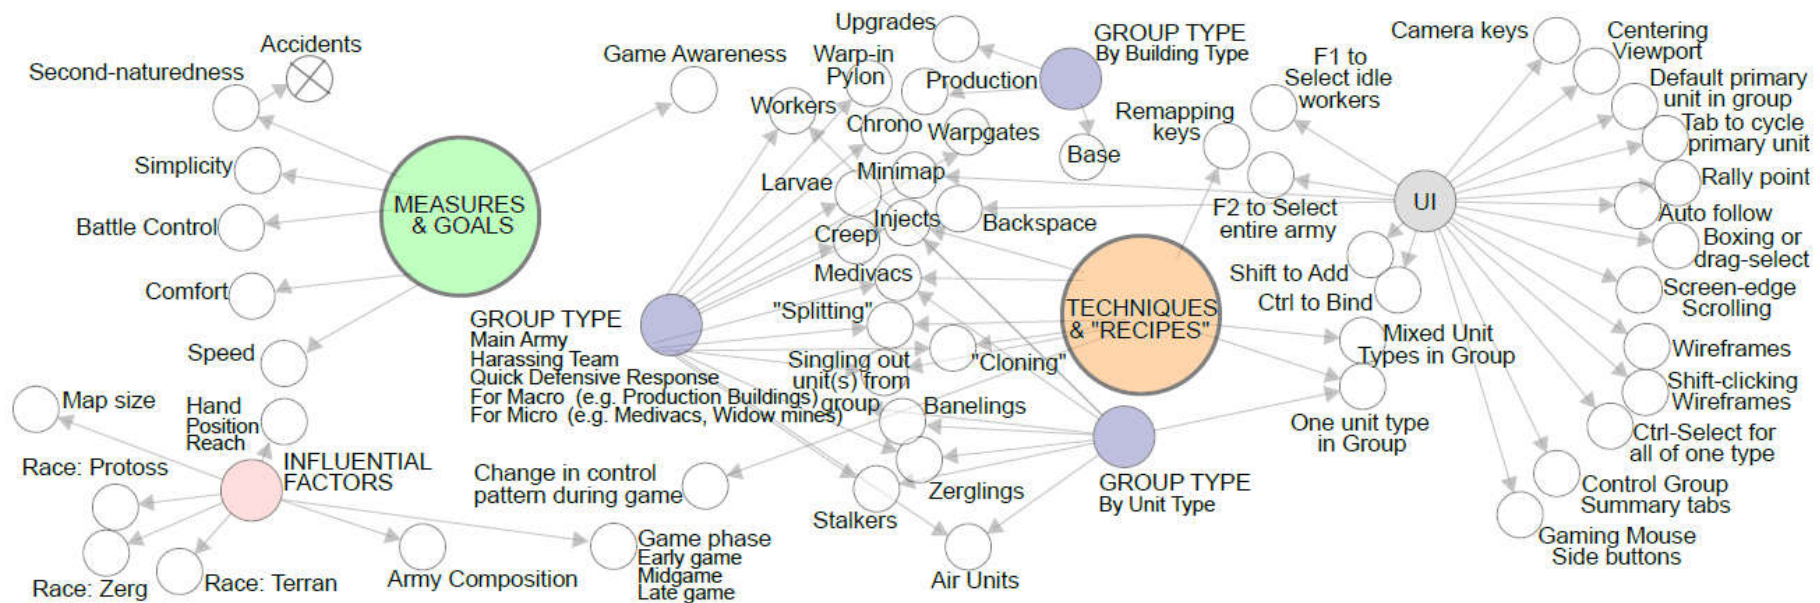 Accidents
Second-naturedness
Simplicity
Battle Control
Comfort
Speed
MEASURES
& GOALS
Game Awareness
Map size
Hand
Position
Reach
Race: Protoss
INFLUENTIAL
FACTORS
Race: Zerg
Race: Terran
Army Composition
Game phase
Early game
Midgame
Late game
GROUP TYPE
Main Army
Harassing Team
Quick Defensive Response
For Macro (e.g. Production Buildings)
For Micro (e.g. Medivacs, Widow mines)
Change in control
pattern during game
Upgrades
Warp-in
Pylon
Production
Workers
Chrono
Warpgates
Minimap
Larvae
Injects
Backspace
Creep
Medivacs
"Splitting"
"Cloning"
Singling out
unit(s) from
group
Banelings
Zerglings
Stalkers
Air Units
GROUP TYPE
By Building Type
Base
Remapping
keys
TECHNIQUES
& "RECIPES"
GROUP TYPE
By Unit Type
Mixed Unit
Types in Group
One unit type
in Group
F1 to
Select idle
workers
F2 to Select
entire army
Shift to Add
Ctrl to Bind
UI
Camera keys
Centering
Viewport
Default primary
unit in group
Tab to cycle
primary unit
Rally point
Auto follow
Boxing or
drag-select
Screen-edge
Scrolling
Wireframes
Shift-clicking
Wireframes
Ctrl-Select for
all of one type
Control Group
Summary tabs
Gaming Mouse
Side buttons